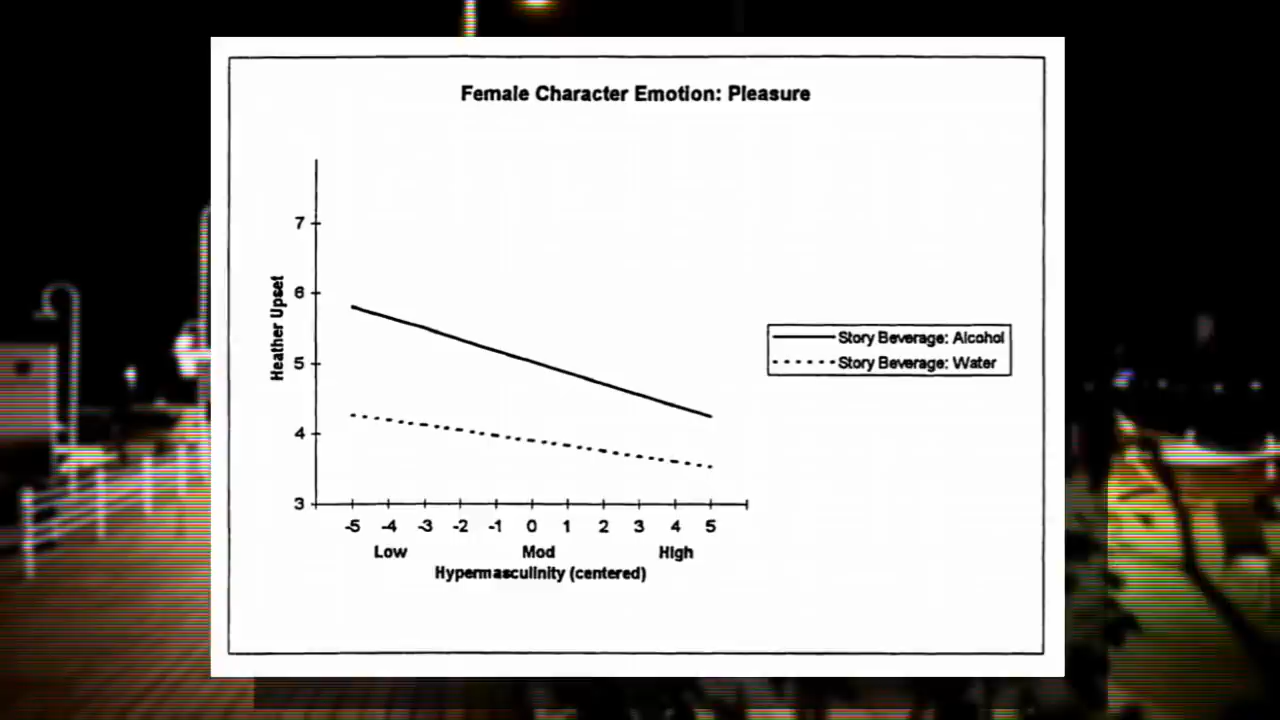 Female Character Emotion: Pleasure
7
6
5
4
3
Heather Upset
-5 -4 -3 -2 -1 0 1 2 3 4 5
Low Mod High
Hypermasculinity (centered)
Story Beverage: Alcohol
Story Beverage: Water